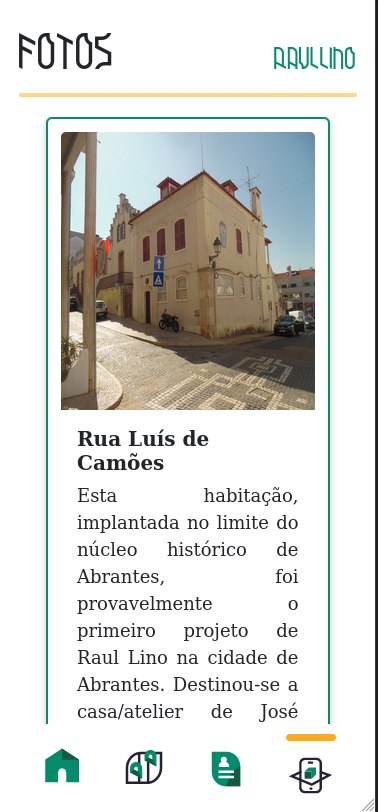 FOTOS
RAULLINO
Rua Luís de
Camões
Esta habitação,
implantada no limite do
núcleo histórico de
Abrantes, foi
provavelmente o
primeiro projeto de
Raul Lino na cidade de
Abrantes. Destinou-se a
casa/atelier de José